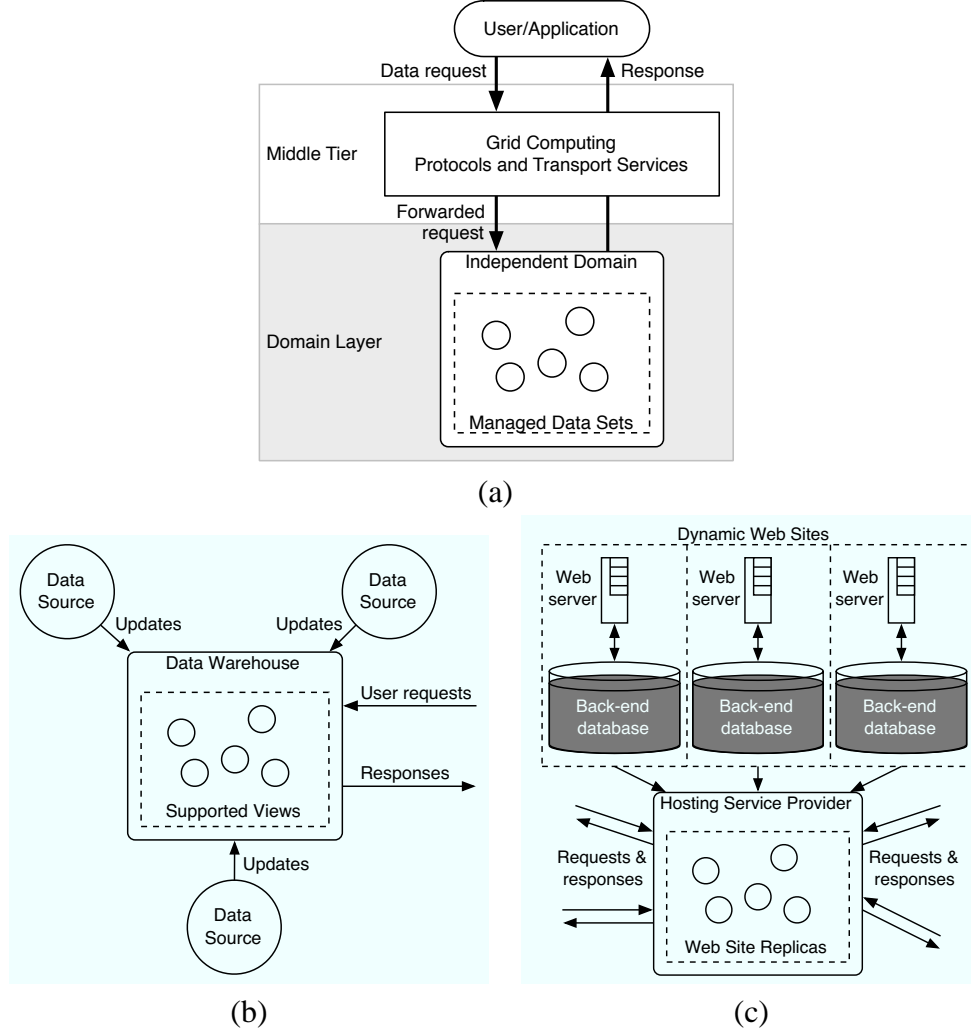 User/Application
Data request
Response
Middle Tier
Grid Computing
Protocols and Transport Services
Forwarded
request
Independent Domain
Domain Layer
Managed Data Sets
(a)
Data
Source
Data
Source
Updates
Updates
Data Warehouse
User requests
Responses
Supported Views
Updates
Data
Source
(b)
Dynamic Web Sites
Web
server
Web
server
Web
server
Back-end
database
Back-end
database
Back-end
database
Hosting Service Provider
Requests &
responses
Requests &
responses
Web Site Replicas
(c)